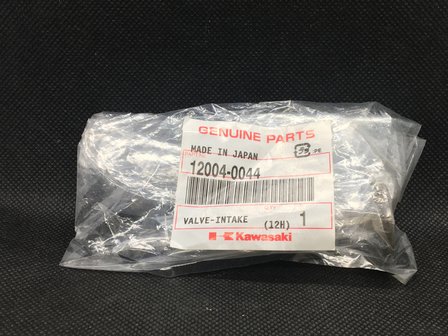 GENUINE PARTS
MADE IN JAPAN
12004-0044
VALVE-INTAKE (12H) 1
Kawasaki